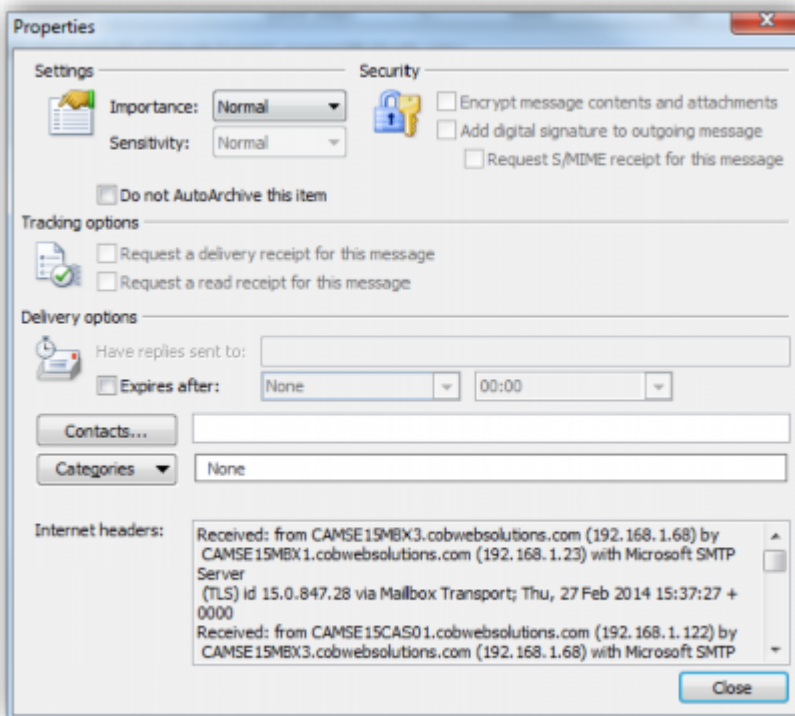 Properties
Settings
Security
Importance: Normal
Encrypt message contents and attachments
Sensitivity: Normal
Add digital signature to outgoing message
Request S/MIME receipt for this message
Do not AutoArchive this item
Tracking options
Request a delivery receipt for this message
Request a read receipt for this message
Delivery options
Have replies sent to:
Expires after: None 00:00
Contacts...
Categories None
Internet headers:
Received: from CAMSE15MBX3.cobwebsolutions.com (192.168.1.68) by
CAMSE15MBX1.cobwebsolutions.com (192.168.1.23) with Microsoft SMTP
Server
(TLS) id 15.0.847.28 via Mailbox Transport; Thu, 27 Feb 2014 15:37:27 +
0000
Received: from CAMSE15CAS01.cobwebsolutions.com (192.168.1.122) by
CAMSE15MBX3.cobwebsolutions.com (192.168.1.68) with Microsoft SMTP
Close